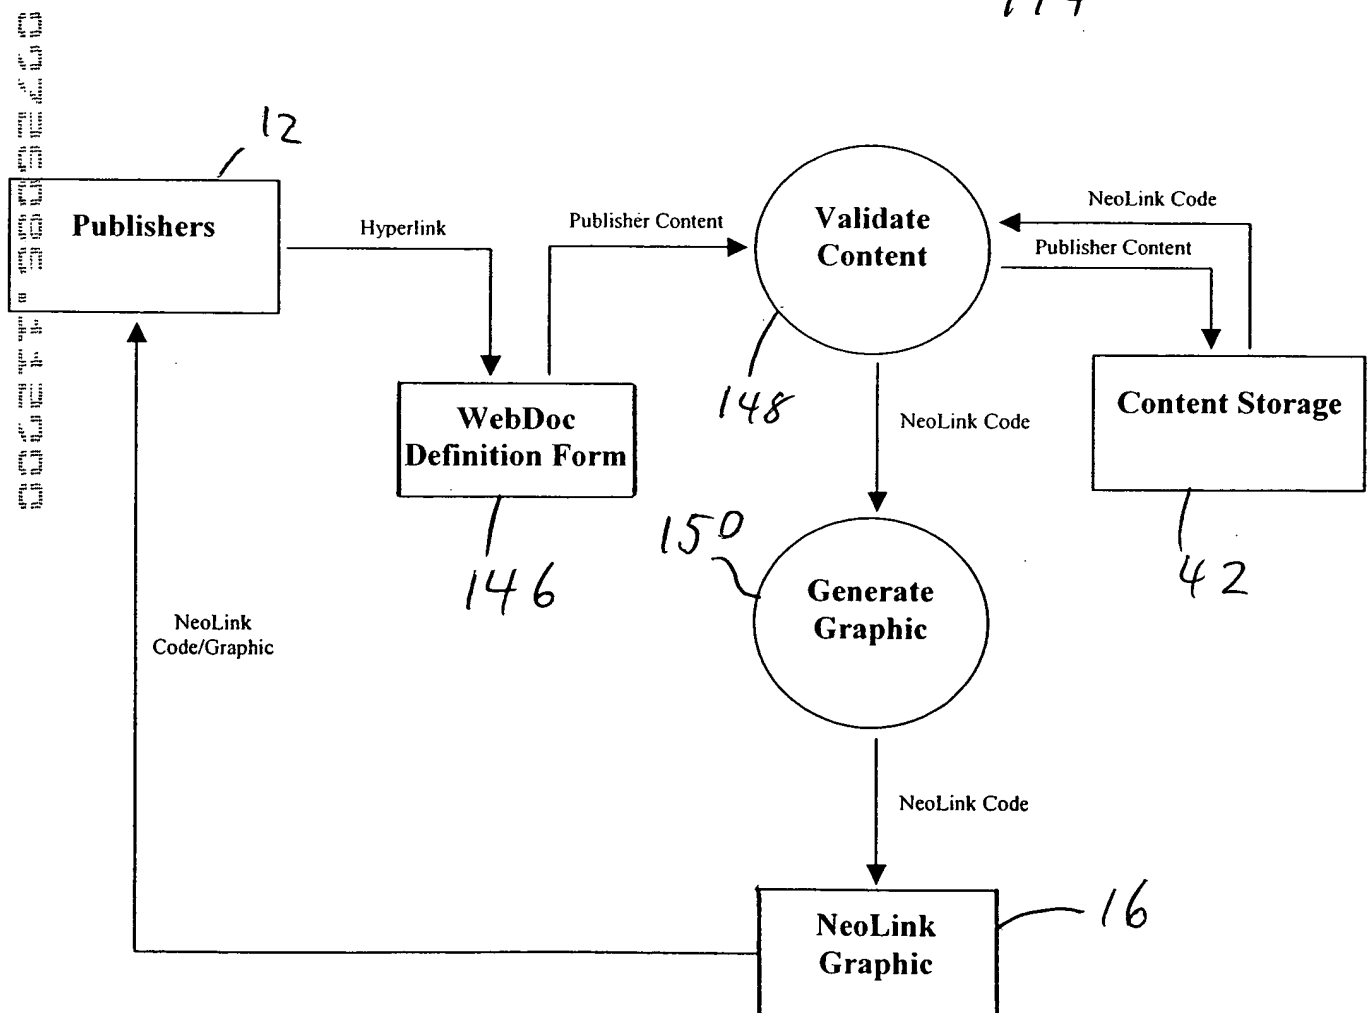 12
Publishers
Hyperlink
Publisher Content
Validate
Content
NeoLink Code
Publisher Content
148
WebDoc
Definition Form
146
NeoLink Code
Content Storage
42
150
Generate
Graphic
NeoLink
Code/Graphic
NeoLink Code
NeoLink
Graphic
16